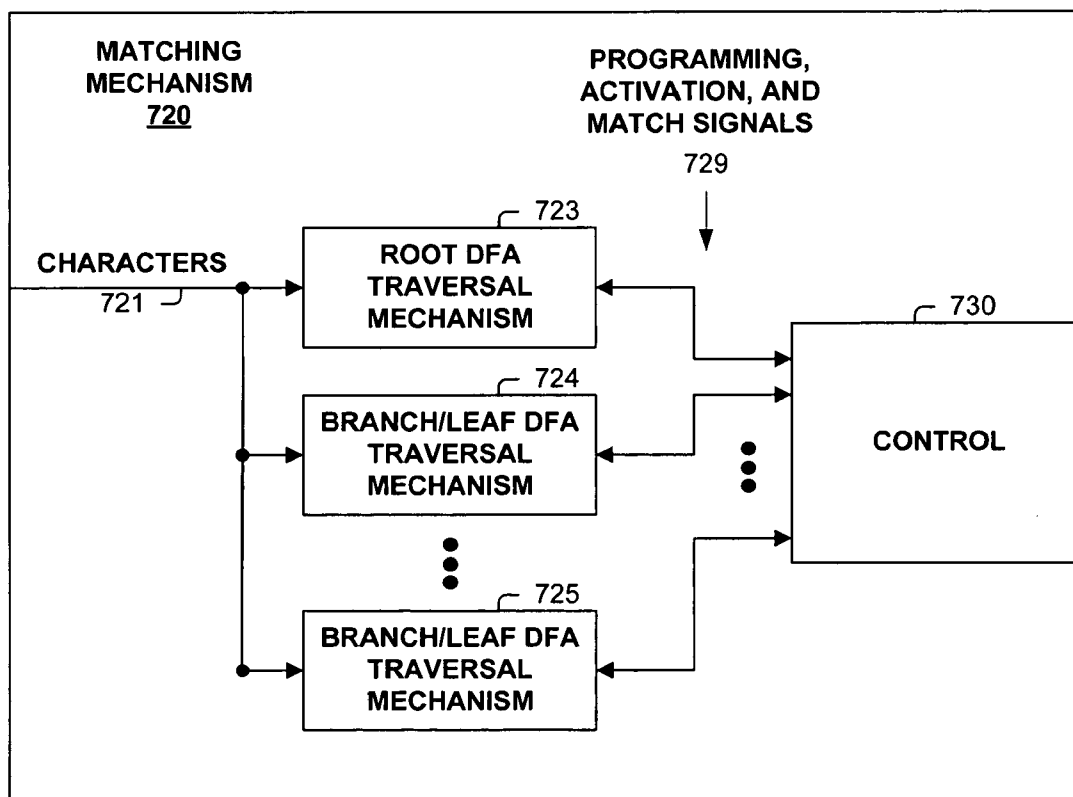 MATCHING
MECHANISM
720
PROGRAMMING,
ACTIVATION, AND
MATCH SIGNALS
729
CHARACTERS
721
723
ROOT DFA
TRAVERSAL
MECHANISM
724
BRANCH/LEAF DFA
TRAVERSAL
MECHANISM
725
BRANCH/LEAF DFA
TRAVERSAL
MECHANISM
730
CONTROL